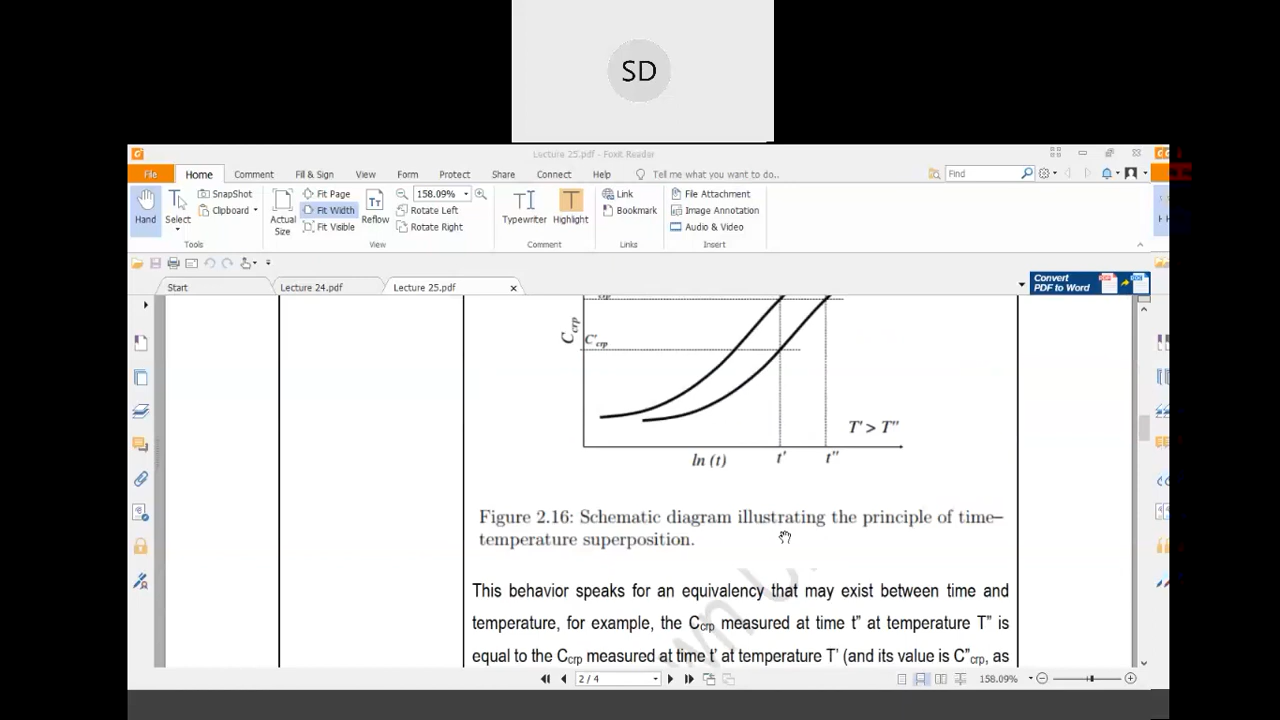 SD
Lecture 25.pdf - Foxit Reader
File Home Comment Fill & Sign View Form Protect Share Connect Help Tell me what you want to do.. Find
Hand Select SnapShot Clipboard Actual Size Fit Page Fit Width Fit Visible Reflow 158.09% Rotate Left Rotate Right Typewriter Highlight Link Bookmark File Attachment Image Annotation Audio & Video
Tools View Comment Links Insert
Start Lecture 24.pdf Lecture 25.pdf Convert PDF to Word
C'crp
Ccrp
T' > T"
ln (t) t' t"
Figure 2.16: Schematic diagram illustrating the principle of time–
temperature superposition.
This behavior speaks for an equivalency that may exist between time and
temperature, for example, the Ccrp measured at time t" at temperature T" is
equal to the Ccrp measured at time t' at temperature T' (and its value is C"crp, as
2 / 4 158.09%